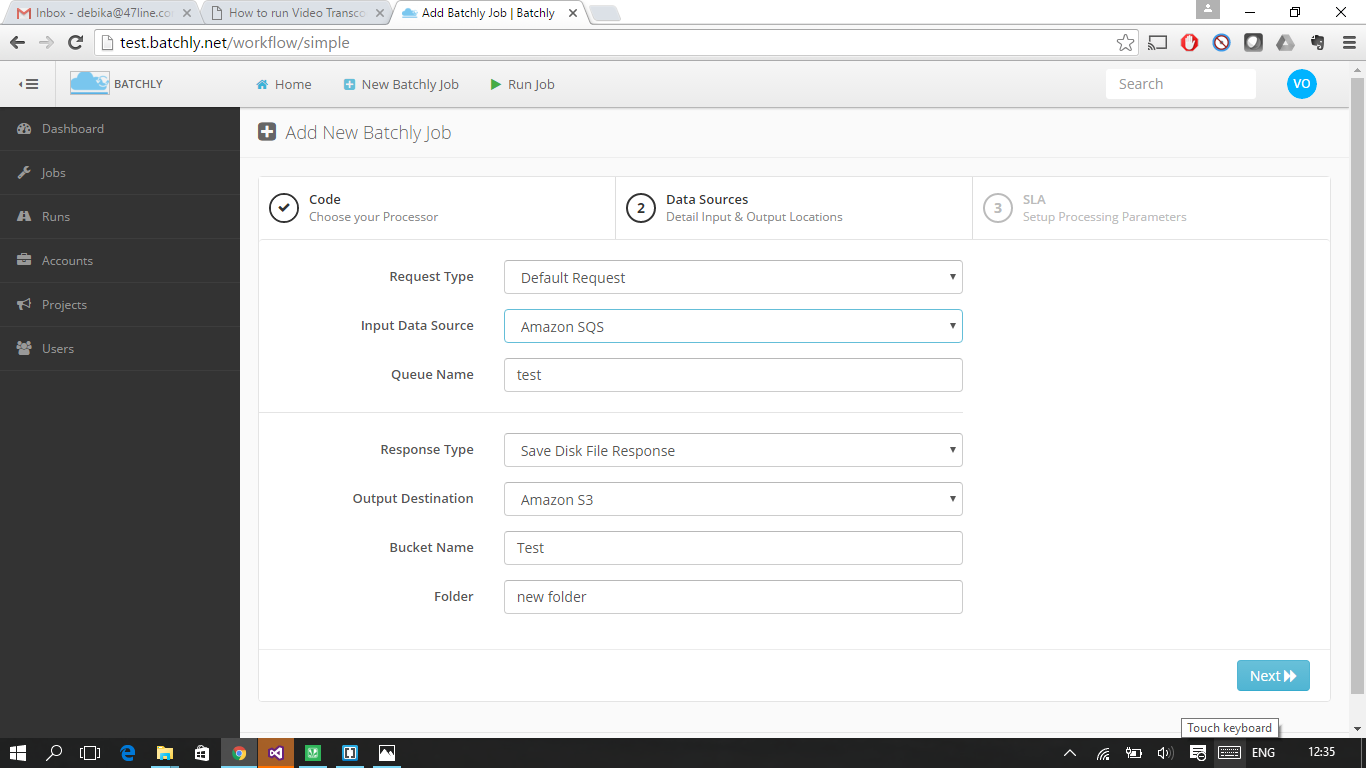 Inbox - debika@47line.co
How to run Video Transco
Add Batchly Job | Batchly
test.batchly.net/workflow/simple
BATCHLY
Home
New Batchly Job
Run Job
Search
VO
Dashboard
Jobs
Runs
Accounts
Projects
Users
Add New Batchly Job
Code
Choose your Processor
2
Data Sources
Detail Input & Output Locations
3
SLA
Setup Processing Parameters
Request Type
Default Request
Input Data Source
Amazon SQS
Queue Name
test
Response Type
Save Disk File Response
Output Destination
Amazon S3
Bucket Name
Test
Folder
new folder
Next
Touch keyboard
ENG
12:35